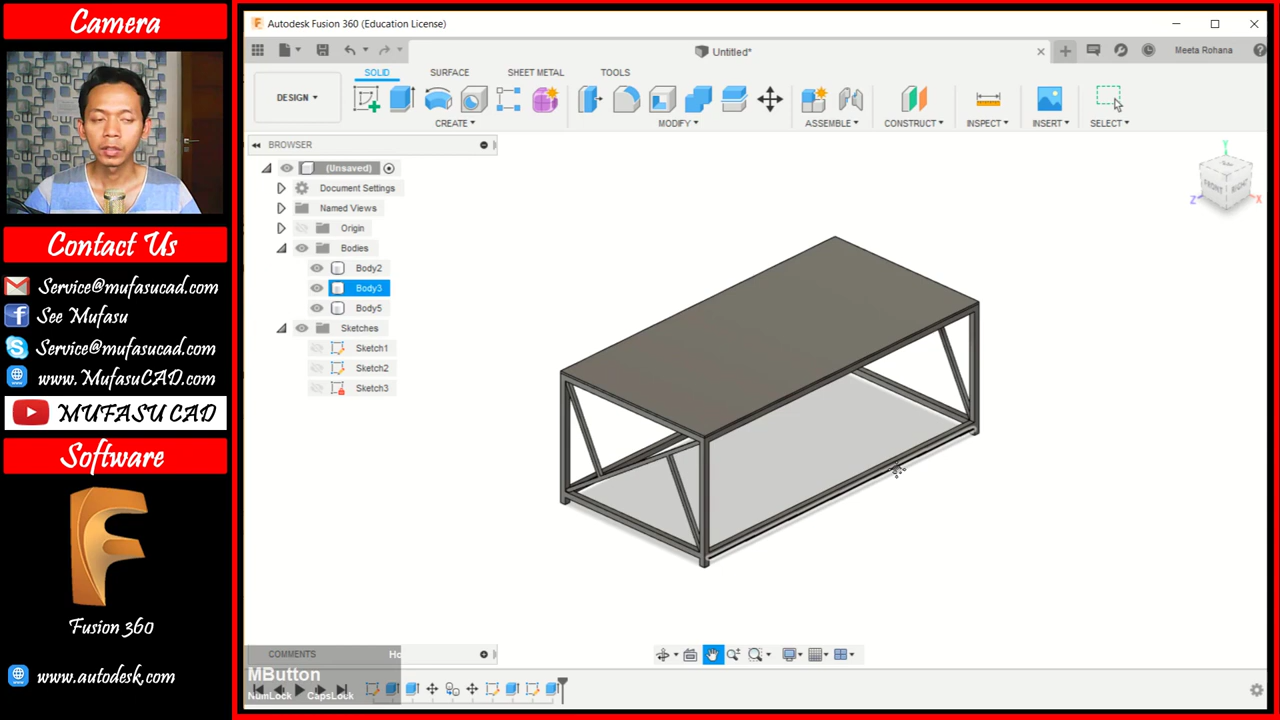 Camera
Contact Us
Service@mufasucad.com
See Mufasu
Service@mufasucad.com
www.MufasuCAD.com
MUFASU CAD
Software
Fusion 360
www.autodesk.com
Autodesk Fusion 360 (Education License)
Untitled*
Meeta Rohana
DESIGN
SOLID
SURFACE
SHEET METAL
TOOLS
CREATE
MODIFY
ASSEMBLE
CONSTRUCT
INSPECT
INSERT
SELECT
BROWSER
(Unsaved)
Document Settings
Named Views
Origin
Bodies
Body2
Body3
Body5
Sketches
Sketch1
Sketch2
Sketch3
Y
FRONT
RIGHT
Z
X
COMMENTS
MButton
NumLock CapsLock